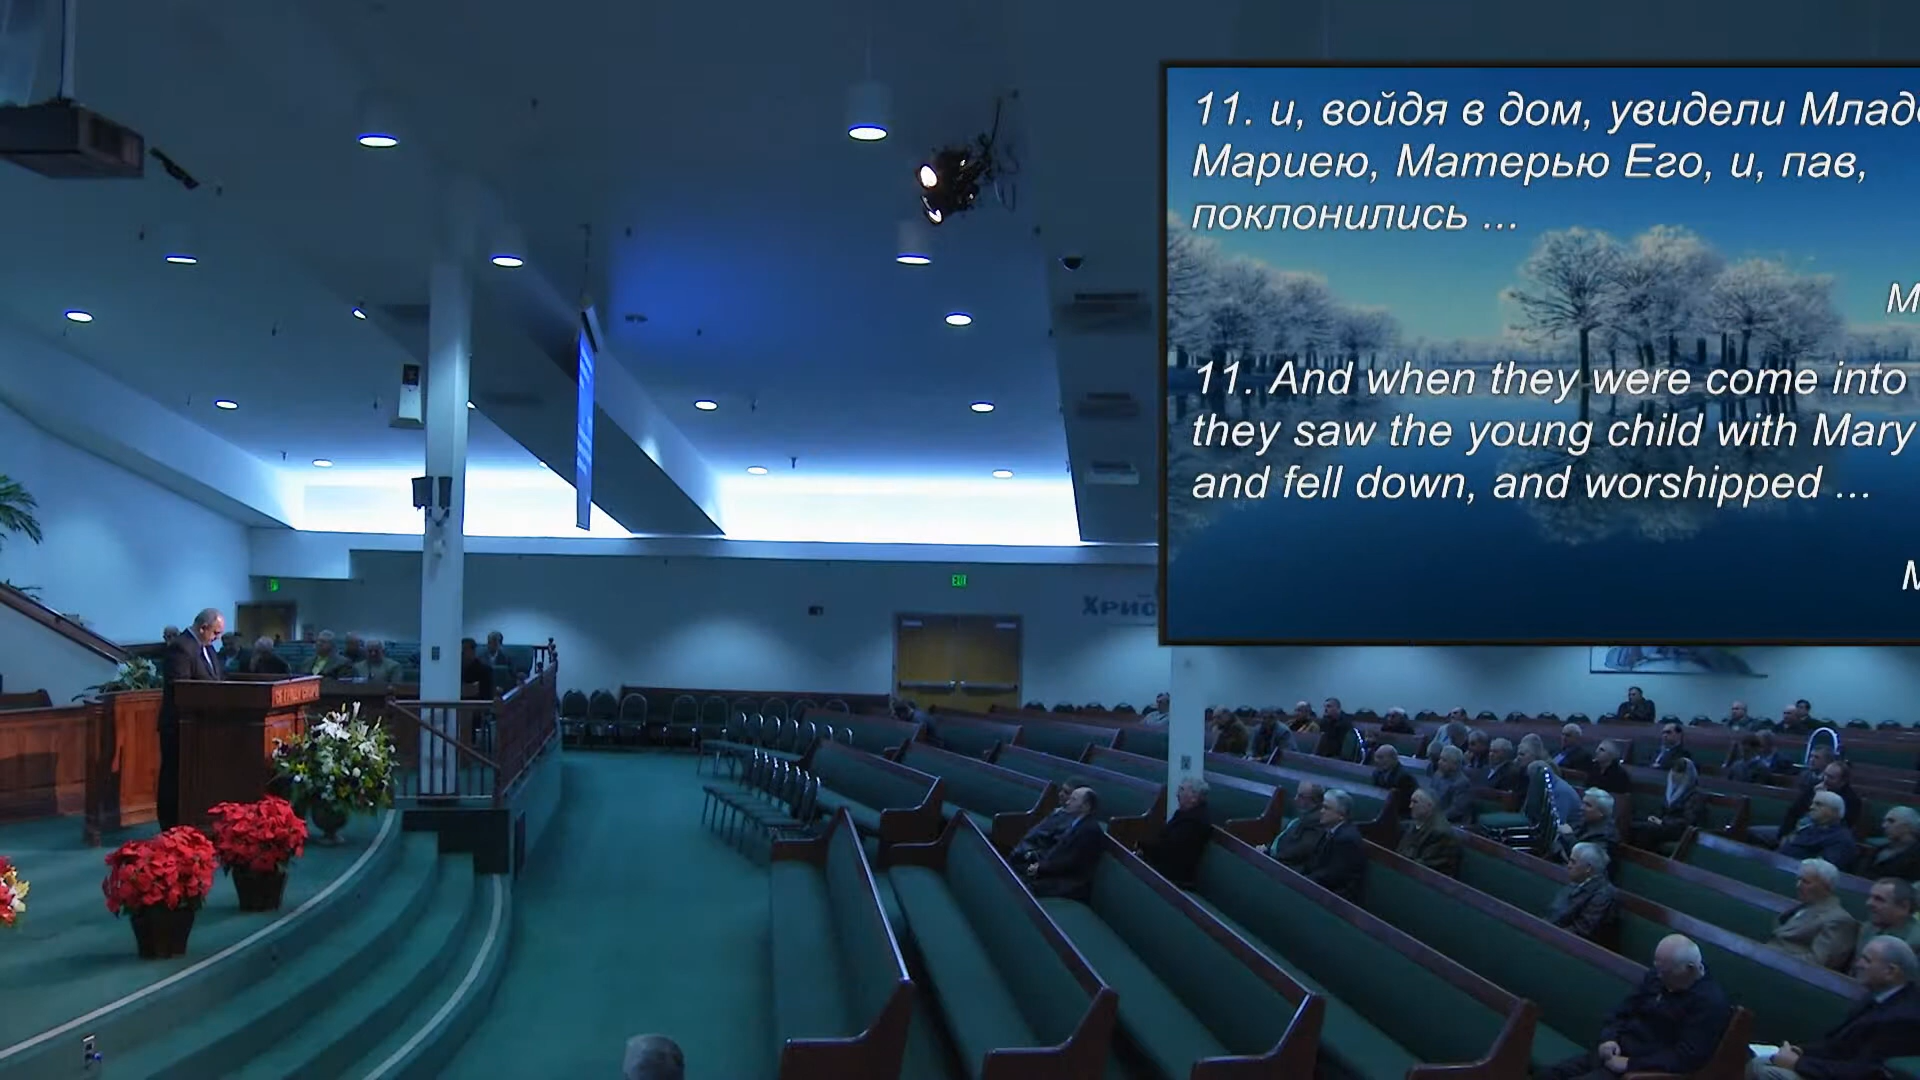 11. и, войдя в дом, увидели
Мариею, Матерью Его, и, пав,
поклонились ...
11. And when they were come into
they saw the young child with Mary
and fell down, and worshipped ...
EXIT